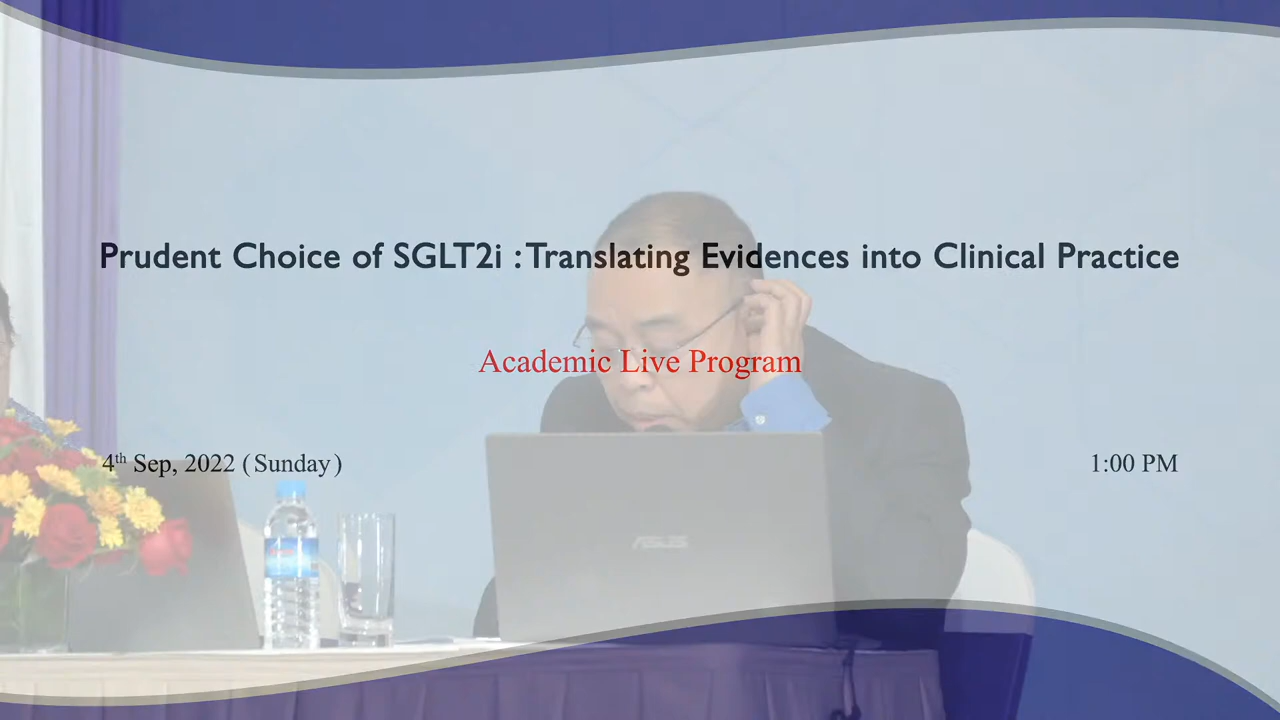 Prudent Choice of SGLT2i : Translating Evidences into Clinical Practice
Academic Live Program
4th Sep, 2022 (Sunday)
1:00 PM
ASUS